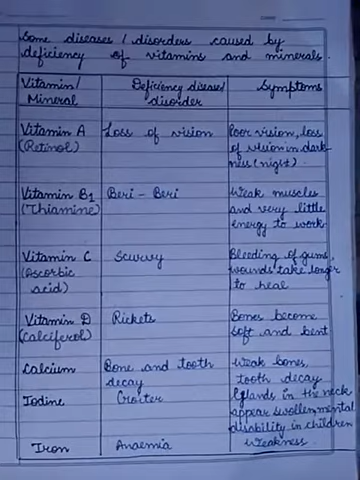 Some diseases / disorders caused by
deficiency of vitamins and minerals.
Vitamin/
Mineral
Deficiency disease/
disorder
Symptoms
Vitamin A
(Retinol)
Loss of vision
Poor vision, loss
of vision in dark-
ness (night)
Vitamin B1
(Thiamine)
Beri - Beri
Weak muscles
and very little
energy to work
Vitamin C
(Ascorbic
acid)
Scurvy
Bleeding of gums,
wounds take longer
to heal
Vitamin D
(Calciferol)
Rickets
Bones become
soft and bent
Calcium
Bone and tooth
decay
Weak bones,
tooth decay
Iodine
Goiter
Glands in the neck
appear swollen, mental
disability in children
Iron
Anaemia
Weakness.